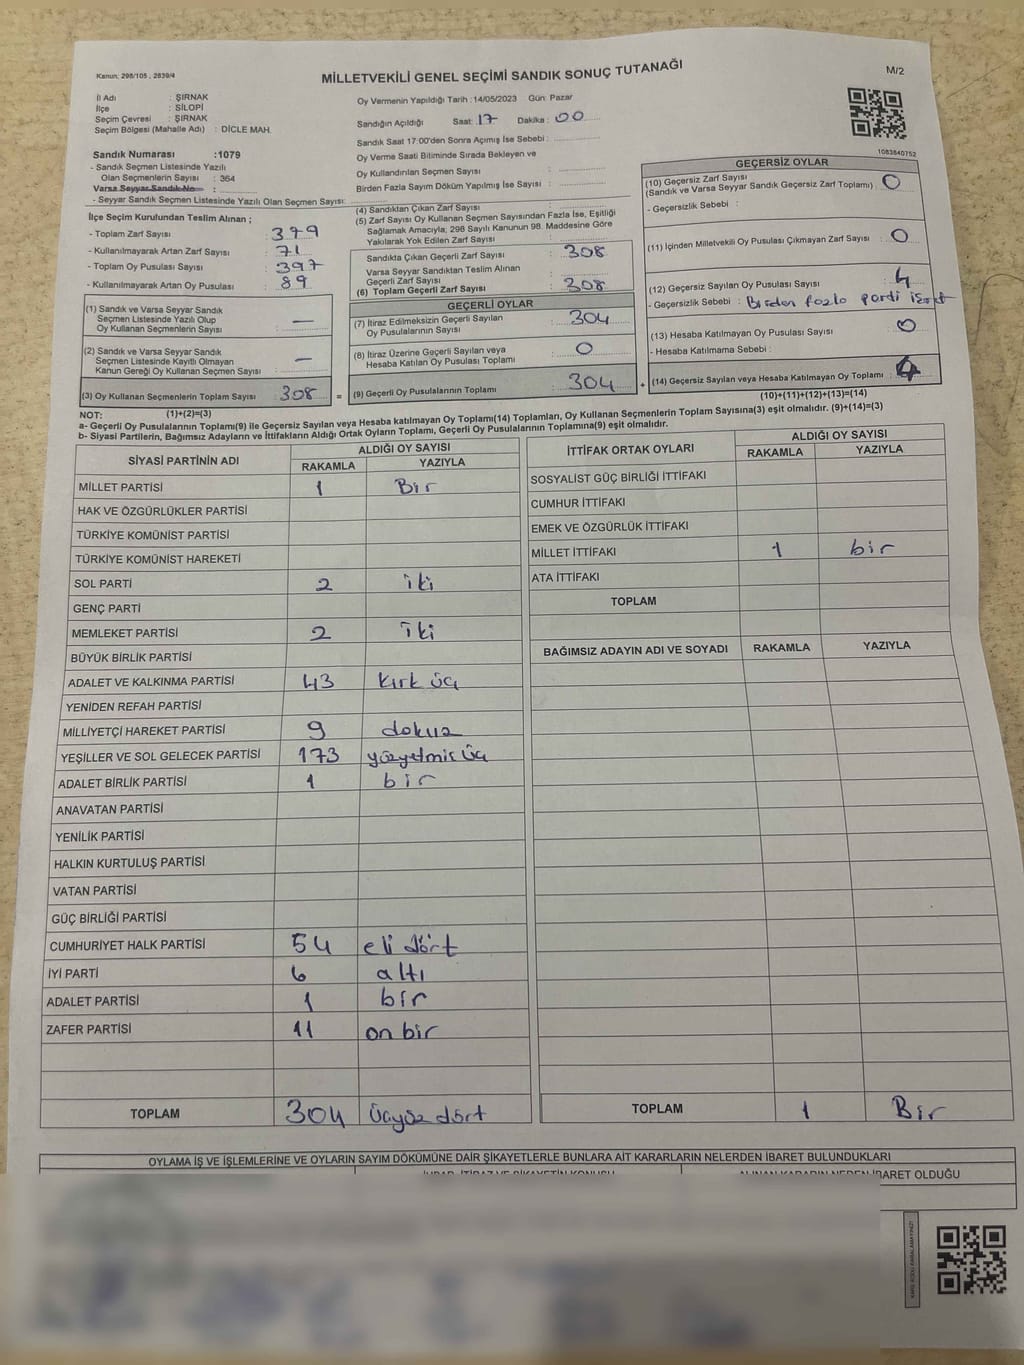 Kanun: 298/105 , 2839/4
MİLLETVEKİLİ GENEL SEÇİMİ SANDIK SONUÇ TUTANAĞI
M/2
İl Adı : ŞIRNAK
İlçe : SİLOPİ
Seçim Çevresi : ŞIRNAK
Seçim Bölgesi (Mahalle Adı) : DİCLE MAH.
Oy Vermenin Yapıldığı Tarih :14/05/2023 Gün: Pazar
Sandığın Açıldığı Saat: 17 Dakika : 00
Sandık Saat 17:00'den Sonra Açımış İse Sebebi :
Oy Verme Saati Bitiminde Sırada Bekleyen ve
Oy Kullandırılan Seçmen Sayısı :
Birden Fazla Sayım Döküm Yapılmış İse Sayısı :
1083840752
Sandık Numarası :1079
- Sandık Seçmen Listesinde Yazılı
Olan Seçmenlerin Sayısı : 364
Varsa Seyyar Sandık No :
- Seyyar Sandık Seçmen Listesinde Yazılı Olan Seçmen Sayısı:
İlçe Seçim Kurulundan Teslim Alınan ;
- Toplam Zarf Sayısı : 379
- Kullanılmayarak Artan Zarf Sayısı : 71
- Toplam Oy Pusulası Sayısı : 397
- Kullanılmayarak Artan Oy Pusulası : 89
(1) Sandık ve Varsa Seyyar Sandık
Seçmen Listesinde Yazılı Olup
Oy Kullanan Seçmenlerin Sayısı : —
(2) Sandık ve Varsa Seyyar Sandık
Seçmen Listesinde Kayıtlı Olmayan
Kanun Gereği Oy Kullanan Seçmen Sayısı : —
(3) Oy Kullanan Seçmenlerin Toplam Sayısı : 308
(4) Sandıktan Çıkan Zarf Sayısı :
(5) Zarf Sayısı Oy Kullanan Seçmen Sayısından Fazla İse, Eşitliği
Sağlamak Amacıyla, 298 Sayılı Kanunun 98. Maddesine Göre
Yakılarak Yok Edilen Zarf Sayısı :
Sandıkta Çıkan Geçerli Zarf Sayısı : 308
Varsa Seyyar Sandıktan Teslim Alınan
Geçerli Zarf Sayısı :
(6) Toplam Geçerli Zarf Sayısı : 308
GEÇERLİ OYLAR
(7) İtiraz Edilmeksizin Geçerli Sayılan
Oy Pusulalarının Sayısı : 304
(8) İtiraz Üzerine Geçerli Sayılan veya
Hesaba Katılan Oy Pusulası Toplamı : 0
= (9) Geçerli Oy Pusulalarının Toplamı : 304 +
GEÇERSİZ OYLAR
(10) Geçersiz Zarf Sayısı
(Sandık ve Varsa Seyyar Sandık Geçersiz Zarf Toplamı) : 0
- Geçersizlik Sebebi :
(11) İçinden Milletvekili Oy Pusulası Çıkmayan Zarf Sayısı : 0
(12) Geçersiz Sayılan Oy Pusulası Sayısı : 4
- Geçersizlik Sebebi : Birden fazla parti işaret
(13) Hesaba Katılmayan Oy Pusulası Sayısı : 0
- Hesaba Katılmama Sebebi :
(14) Geçersiz Sayılan veya Hesaba Katılmayan Oy Toplamı : 4
(10)+(11)+(12)+(13)=(14)
NOT: (1)+(2)=(3)
a- Geçerli Oy Pusulalarının Toplamı(9) ile Geçersiz Sayılan veya Hesaba katılmayan Oy Toplamı(14) Toplamları, Oy Kullanan Seçmenlerin Toplam Sayısına(3) eşit olmalıdır. (9)+(14)=(3)
b- Siyasi Partilerin, Bağımsız Adayların ve İttifakların Aldığı Ortak Oyların Toplamı, Geçerli Oy Pusulalarının Toplamına(9) eşit olmalıdır.
SİYASİ PARTİNİN ADI ALDIĞI OY SAYISI
RAKAMLA YAZIYLA
MİLLET PARTİSİ 1 Bir
HAK VE ÖZGÜRLÜKLER PARTİSİ
TÜRKİYE KOMÜNİST PARTİSİ
TÜRKİYE KOMÜNİST HAREKETİ
SOL PARTİ 2 iki
GENÇ PARTİ
MEMLEKET PARTİSİ 2 iki
BÜYÜK BİRLİK PARTİSİ
ADALET VE KALKINMA PARTİSİ 43 kırk üç
YENİDEN REFAH PARTİSİ
MİLLİYETÇİ HAREKET PARTİSİ 9 dokuz
YEŞİLLER VE SOL GELECEK PARTİSİ 173 yüzyetmiş üç
ADALET BİRLİK PARTİSİ 1 bir
ANAVATAN PARTİSİ
YENİLİK PARTİSİ
HALKIN KURTULUŞ PARTİSİ
VATAN PARTİSİ
GÜÇ BİRLİĞİ PARTİSİ
CUMHURİYET HALK PARTİSİ 54 eli dört
İYİ PARTİ 6 altı
ADALET PARTİSİ 1 bir
ZAFER PARTİSİ 11 on bir
TOPLAM 304 üçyüz dört
İTTİFAK ORTAK OYLARI ALDIĞI OY SAYISI
RAKAMLA YAZIYLA
SOSYALİST GÜÇ BİRLİĞİ İTTİFAKI
CUMHUR İTTİFAKI
EMEK VE ÖZGÜRLÜK İTTİFAKI
MİLLET İTTİFAKI 1 bir
ATA İTTİFAKI
TOPLAM
BAĞIMSIZ ADAYIN ADI VE SOYADI RAKAMLA YAZIYLA
TOPLAM 1 Bir
OYLAMA İŞ VE İŞLEMLERİNE VE OYLARIN SAYIM DÖKÜMÜNE DAİR ŞİKAYETLERLE BUNLARA AİT KARARLARIN NELERDEN İBARET BULUNDUKLARI
İHBAR, İTİRAZ VE ŞİKAYETİN KONUSU ALINAN KARARIN NEDEN İBARET OLDUĞU